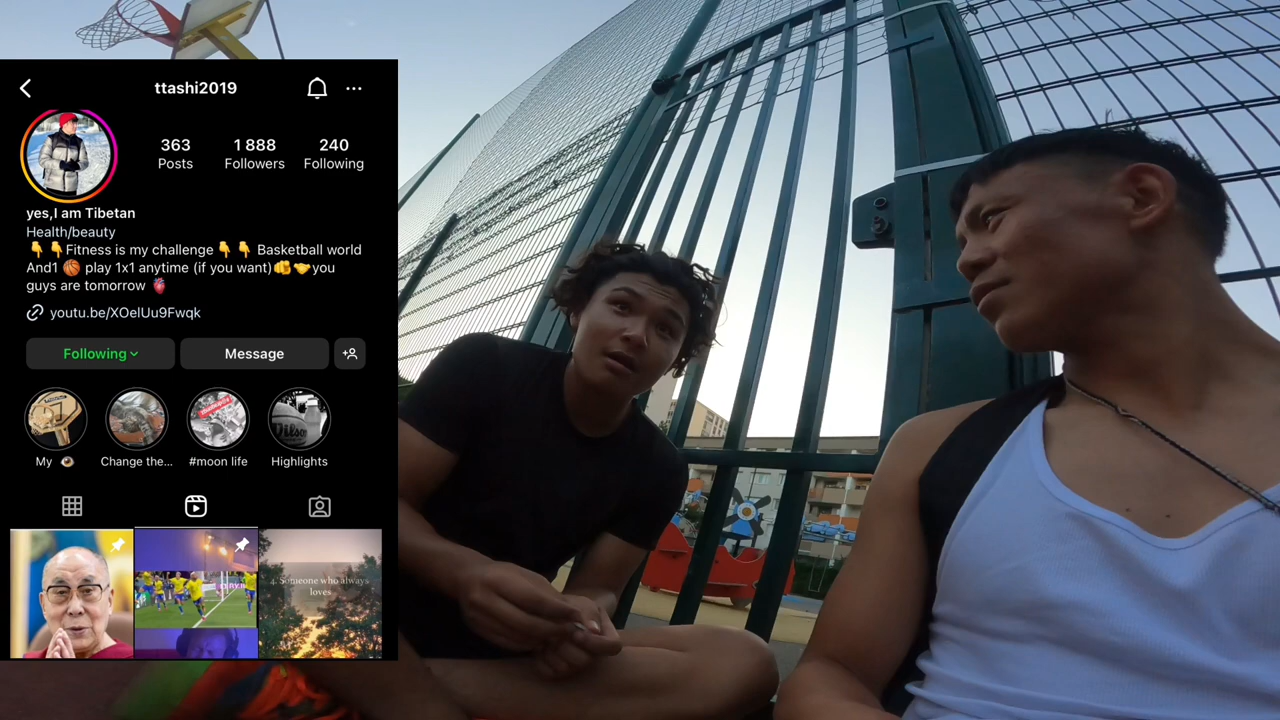 ttashi2019
363
1 888
240
Posts
Followers
Following
yes,I am Tibetan
Health/beauty
👇 👇Fitness is my challenge 👇 👇 Basketball world
And1 🏀 play 1x1 anytime (if you want)🫵🤝you
guys are tomorrow 🫀
youtu.be/XOelUu9Fwqk
Following
Message
My 👁️
Change the...
#moon life
Highlights
4. Someone who always
loves